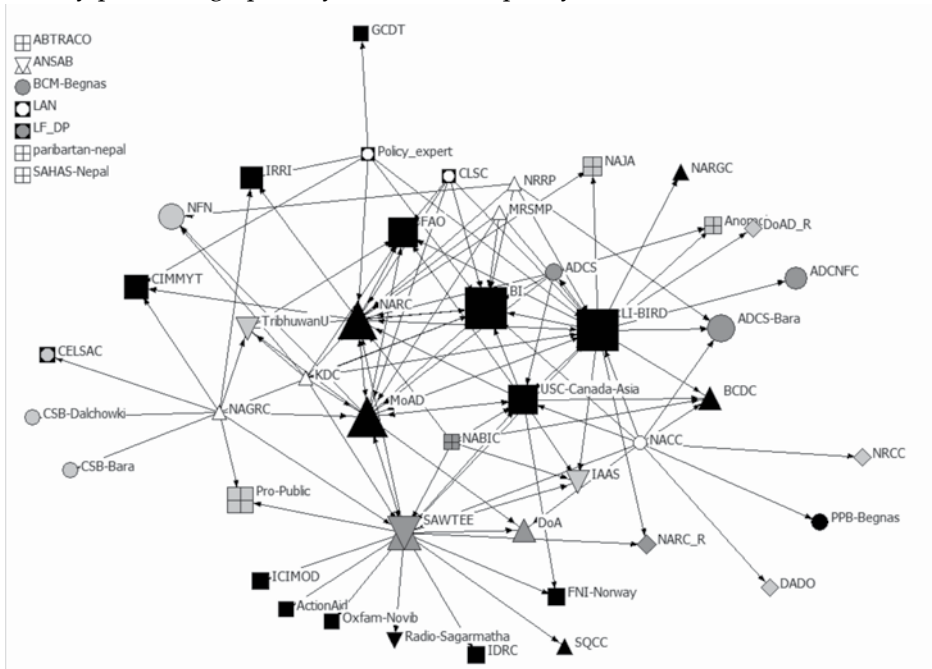 ABTRACO
ANSAB
BCM-Begnas
LAN
LF_DP
paribartan-nepal
SAHAS-Nepal
GCDT
Policy_expert
IRRI
CLSC
NRRP
NAJA
NARGC
NFN
MRSMP
FAO
DoAD_R
ADCS
ADCNFC
CIMMYT
BI
NARC
LI-BIRD
TribhuwanU
ADCS-Bara
CELSAC
KDC
USC-Canada-Asia
BCDC
MoAD
CSB-Dalchowki
NAGRC
NABIC
NACC
NRCC
CSB-Bara
IAAS
Pro-Public
SAWTEE
DoA
PPB-Begnas
NARC_R
ICIMOD
DADO
FNI-Norway
ActionAid
Oxfam-Novib
Radio-Sagarmatha
SQCC
IDRC